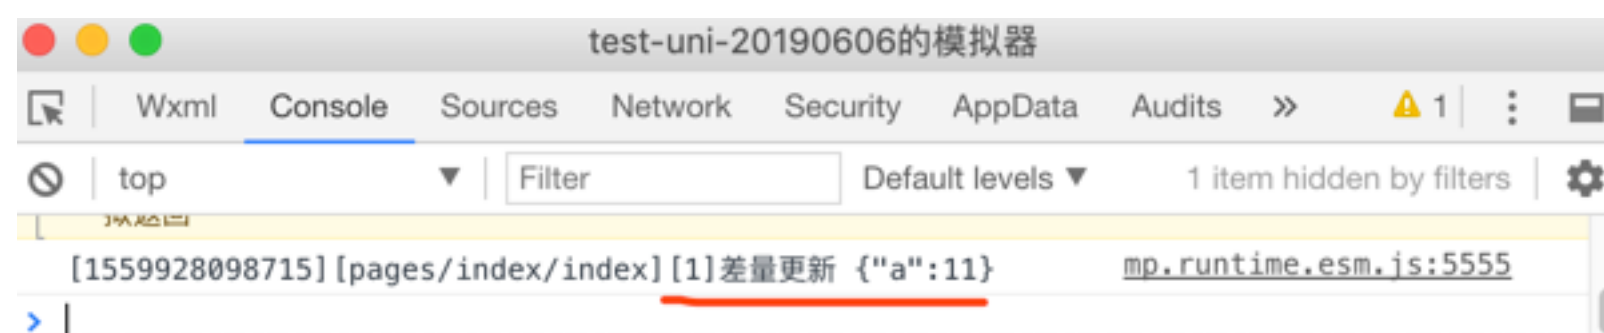 test-uni-20190606的模拟器
Wxml Console Sources Network Security AppData Audits » 1
top ▼ Filter Default levels ▼ 1 item hidden by filters
[1559928098715][pages/index/index][1]差量更新 {"a":11} mp.runtime.esm.js:5555
>